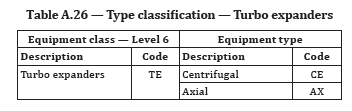 Table A.26 — Type classification — Turbo expanders
Equipment class — Level 6 Equipment type
Description Code Description Code
Turbo expanders TE Centrifugal CE
Axial AX